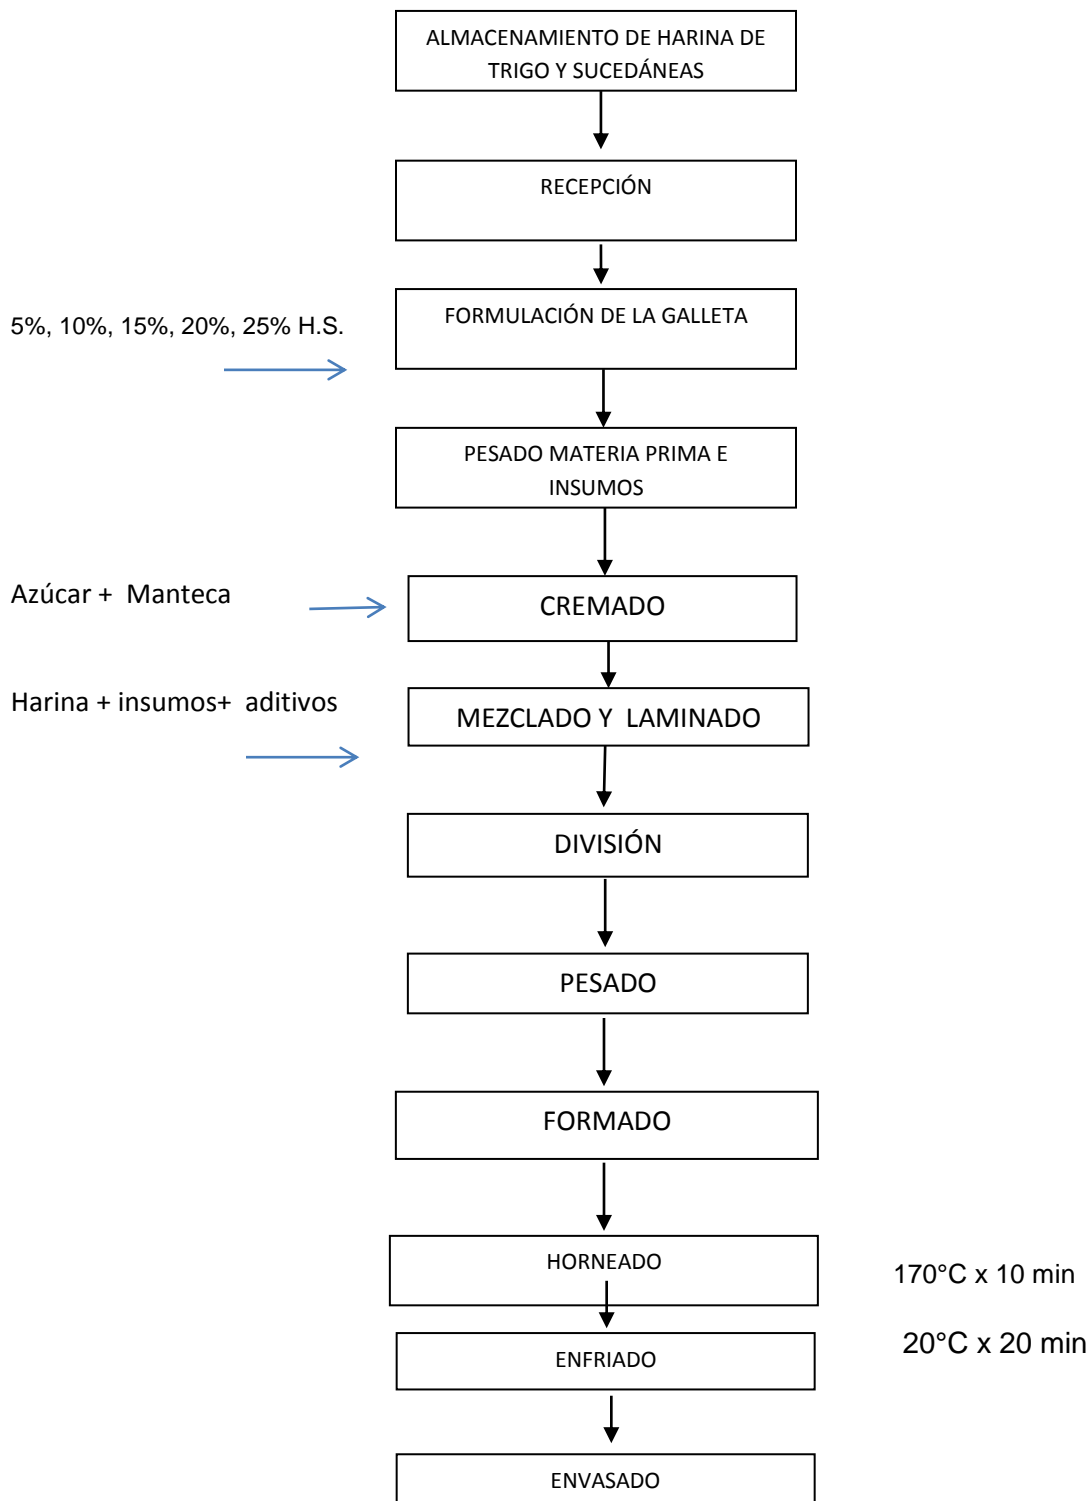 ALMACENAMIENTO DE HARINA DE
TRIGO Y SUCEDÁNEAS
RECEPCIÓN
5%, 10%, 15%, 20%, 25% H.S.
FORMULACIÓN DE LA GALLETA
PESADO MATERIA PRIMA E
INSUMOS
Azúcar + Manteca
CREMADO
Harina + insumos+ aditivos
MEZCLADO Y LAMINADO
DIVISIÓN
PESADO
FORMADO
HORNEADO
170°C x 10 min
20°C x 20 min
ENFRIADO
ENVASADO